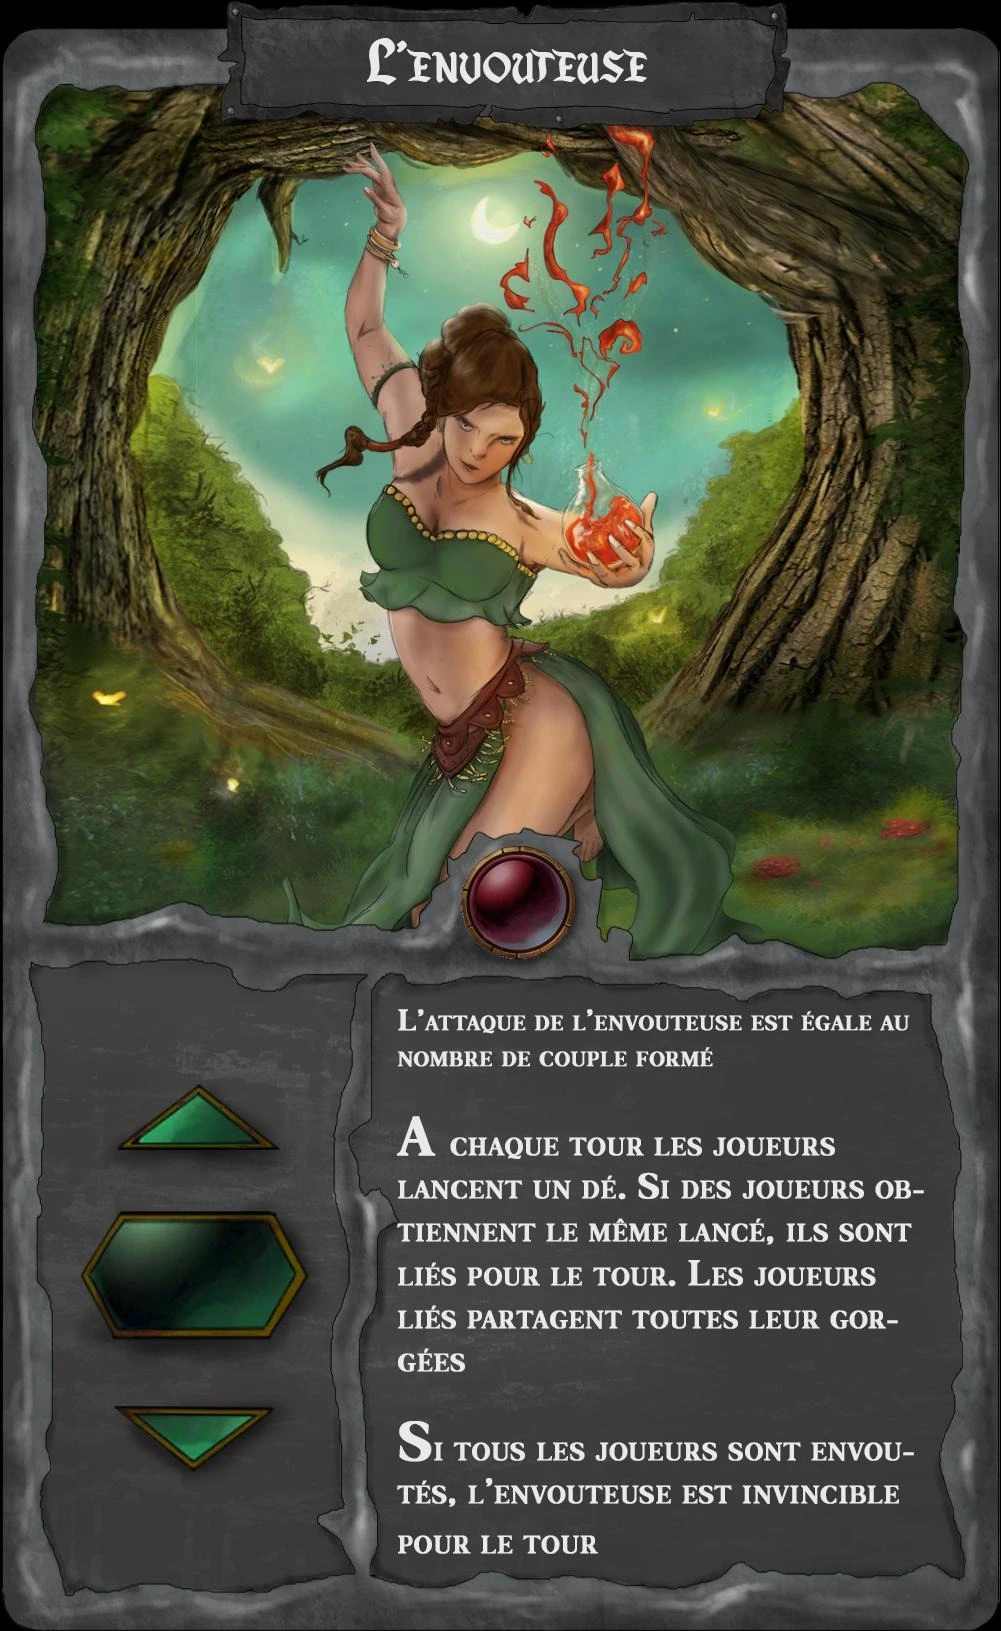 L'envouteuse
L'attaque de l'envouteuse est égale au
nombre de couple formé
A chaque tour les joueurs
lancent un dé. Si des joueurs ob-
tiennent le même lancé, ils sont
liés pour le tour. Les joueurs
liés partagent toutes leur gor-
gées
Si tous les joueurs sont envou-
tés, l'envouteuse est invincible
pour le tour